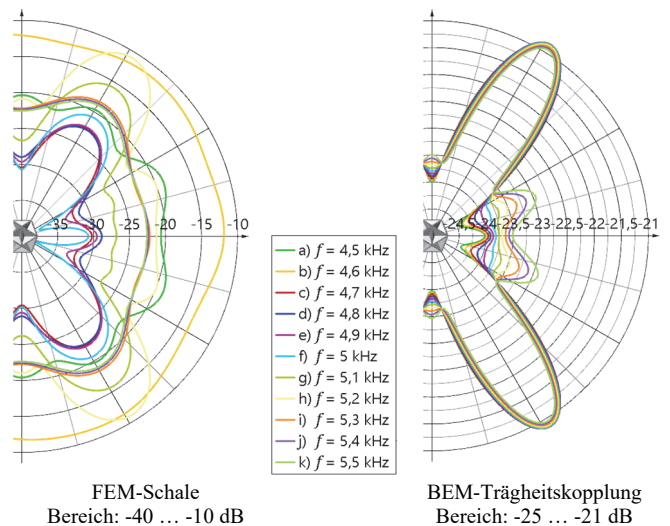 -35 -30 -25 -20 -15 -10
-24,5 -24 -23,5 -23 -22,5 -22 -21,5 -21
a) f = 4,5 kHz
b) f = 4,6 kHz
c) f = 4,7 kHz
d) f = 4,8 kHz
e) f = 4,9 kHz
f) f = 5 kHz
g) f = 5,1 kHz
h) f = 5,2 kHz
i) f = 5,3 kHz
j) f = 5,4 kHz
k) f = 5,5 kHz
FEM-Schale
Bereich: -40 … -10 dB
BEM-Trägheitskopplung
Bereich: -25 … -21 dB